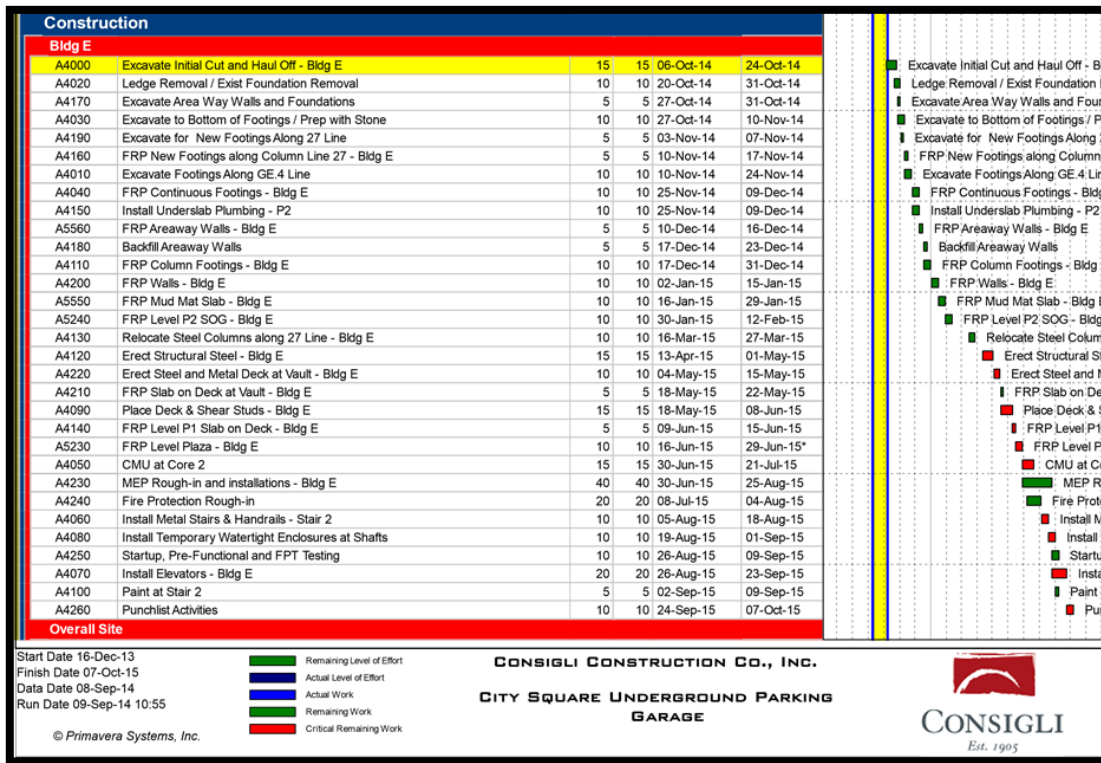 Construction
Bldg E
A4000 Excavate Initial Cut and Haul Off - Bldg E 15 15 06-Oct-14 24-Oct-14 Excavate Initial Cut and Haul Off - B
A4020 Ledge Removal / Exist Foundation Removal 10 10 20-Oct-14 31-Oct-14 Ledge Removal / Exist Foundation
A4170 Excavate Area Way Walls and Foundations 5 5 27-Oct-14 31-Oct-14 Excavate Area Way Walls and Four
A4030 Excavate to Bottom of Footings / Prep with Stone 10 10 27-Oct-14 10-Nov-14 Excavate to Bottom of Footings / P
A4190 Excavate for New Footings Along 27 Line 5 5 03-Nov-14 07-Nov-14 Excavate for New Footings Along
A4160 FRP New Footings along Column Line 27 - Bldg E 5 5 10-Nov-14 17-Nov-14 FRP New Footings along Column
A4010 Excavate Footings Along GE.4 Line 10 10 10-Nov-14 24-Nov-14 Excavate Footings Along GE.4 Lir
A4040 FRP Continuous Footings - Bldg E 10 10 25-Nov-14 09-Dec-14 FRP Continuous Footings - Bldg
A4150 Install Underslab Plumbing - P2 10 10 25-Nov-14 09-Dec-14 Install Underslab Plumbing - P2
A5560 FRP Areaway Walls - Bldg E 5 5 10-Dec-14 16-Dec-14 FRP Areaway Walls - Bldg E
A4180 Backfill Areaway Walls 5 5 17-Dec-14 23-Dec-14 Backfill Areaway Walls
A4110 FRP Column Footings - Bldg E 10 10 17-Dec-14 31-Dec-14 FRP Column Footings - Bldg
A4200 FRP Walls - Bldg E 10 10 02-Jan-15 15-Jan-15 FRP Walls - Bldg E
A5550 FRP Mud Mat Slab - Bldg E 10 10 16-Jan-15 29-Jan-15 FRP Mud Mat Slab - Bldg E
A5240 FRP Level P2 SOG - Bldg E 10 10 30-Jan-15 12-Feb-15 FRP Level P2 SOG - Bldg
A4130 Relocate Steel Columns along 27 Line - Bldg E 10 10 16-Mar-15 27-Mar-15 Relocate Steel Colum
A4120 Erect Structural Steel - Bldg E 15 15 13-Apr-15 01-May-15 Erect Structural S
A4220 Erect Steel and Metal Deck at Vault - Bldg E 10 10 04-May-15 15-May-15 Erect Steel and M
A4210 FRP Slab on Deck at Vault - Bldg E 5 5 18-May-15 22-May-15 FRP Slab on De
A4090 Place Deck & Shear Studs - Bldg E 15 15 18-May-15 08-Jun-15 Place Deck & S
A4140 FRP Level P1 Slab on Deck - Bldg E 5 5 09-Jun-15 15-Jun-15 FRP Level P1
A5230 FRP Level Plaza - Bldg E 10 10 16-Jun-15 29-Jun-15* FRP Level P
A4050 CMU at Core 2 15 15 30-Jun-15 21-Jul-15 CMU at Co
A4230 MEP Rough-in and installations - Bldg E 40 40 30-Jun-15 25-Aug-15 MEP R
A4240 Fire Protection Rough-in 20 20 08-Jul-15 04-Aug-15 Fire Prot
A4060 Install Metal Stairs & Handrails - Stair 2 10 10 05-Aug-15 18-Aug-15 Install M
A4080 Install Temporary Watertight Enclosures at Shafts 10 10 19-Aug-15 01-Sep-15 Install
A4250 Startup, Pre-Functional and FPT Testing 10 10 26-Aug-15 09-Sep-15 Startu
A4070 Install Elevators - Bldg E 20 20 26-Aug-15 23-Sep-15 Insta
A4100 Paint at Stair 2 5 5 02-Sep-15 09-Sep-15 Paint
A4260 Punchlist Activities 10 10 24-Sep-15 07-Oct-15 Pu
Overall Site
Start Date 16-Dec-13
Finish Date 07-Oct-15
Data Date 08-Sep-14
Run Date 09-Sep-14 10:55
© Primavera Systems, Inc.
Remaining Level of Effort
Actual Level of Effort
Actual Work
Remaining Work
Critical Remaining Work
CONSIGLI CONSTRUCTION CO., INC.
CITY SQUARE UNDERGROUND PARKING
GARAGE
CONSIGLI
Est. 1905